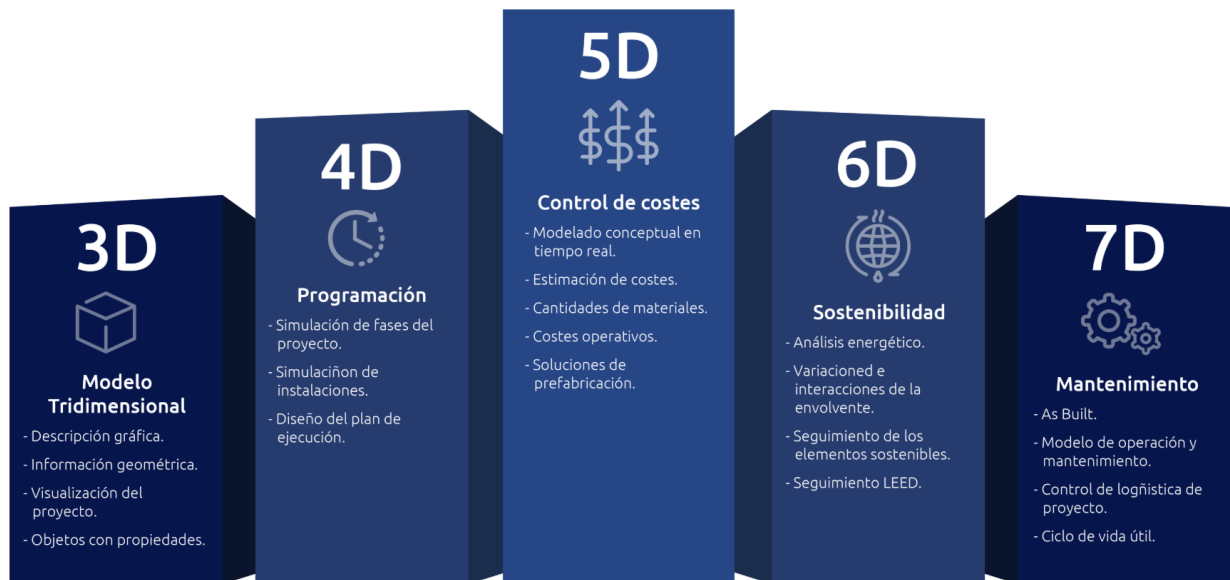 3D
Modelo
Tridimensional
- Descripción gráfica.
- Información geométrica.
- Visualización del
proyecto.
- Objetos con propiedades.
4D
Programación
- Simulación de fases del
proyecto.
- Simulaciñon de
instalaciones.
- Diseño del plan de
ejecución.
5D
Control de costes
- Modelado conceptual en
tiempo real.
- Estimación de costes.
- Cantidades de materiales.
- Costes operativos.
- Soluciones de
prefabricación.
6D
Sostenibilidad
- Análisis energético.
- Variacioned e
interacciones de la
envolvente.
- Seguimiento de los
elementos sostenibles.
- Seguimiento LEED.
7D
Mantenimiento
- As Built.
- Modelo de operación y
mantenimiento.
- Control de logñistica de
proyecto.
- Ciclo de vida útil.